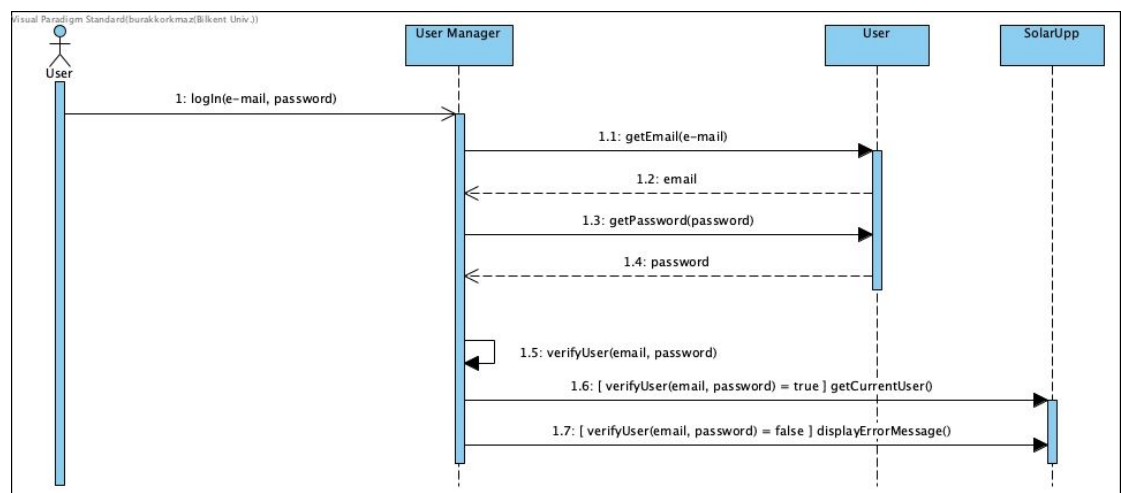 Visual Paradigm Standard(burakkorkmaz(Bilkent Univ.))
User
User Manager
User
SolarUpp
1: logIn(e-mail, password)
1.1: getEmail(e-mail)
1.2: email
1.3: getPassword(password)
1.4: password
1.5: verifyUser(email, password)
1.6: [ verifyUser(email, password) = true ] getCurrentUser()
1.7: [ verifyUser(email, password) = false ] displayErrorMessage()